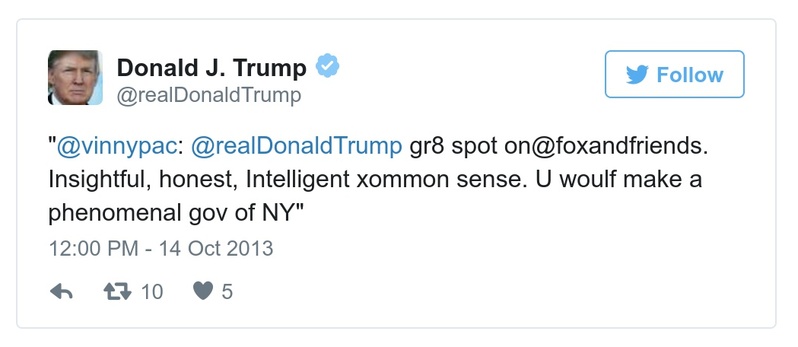 Donald J. Trump
@realDonaldTrump
Follow
"@vinnypac: @realDonaldTrump gr8 spot on@foxandfriends.
Insightful, honest, Intelligent xommon sense. U woulf make a
phenomenal gov of NY"
12:00 PM - 14 Oct 2013
10
5